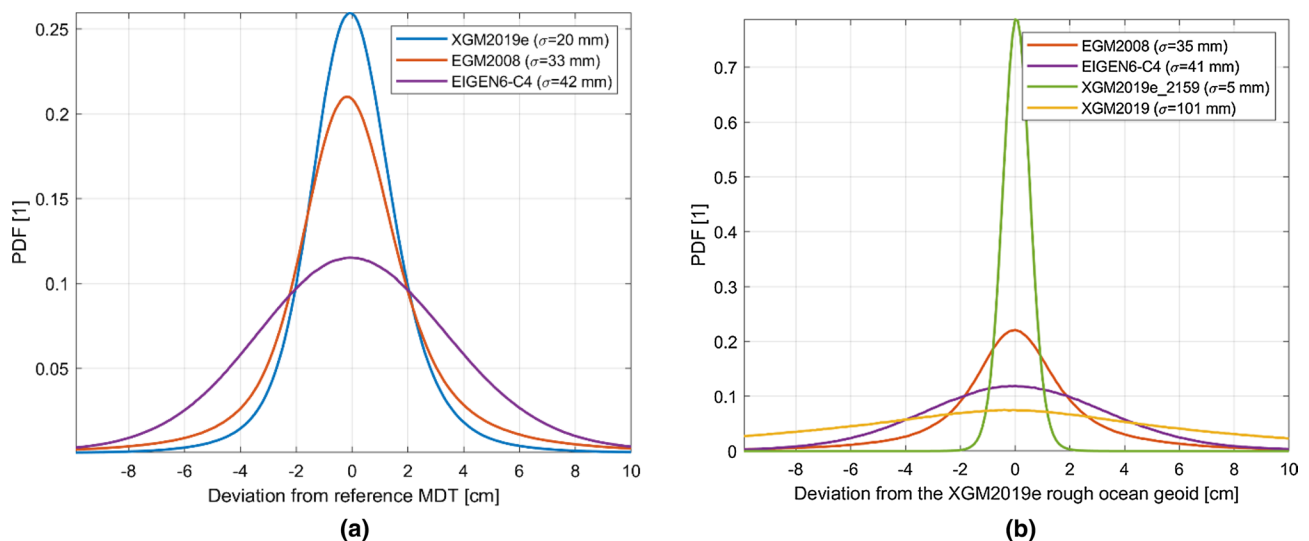 0.25
0.2
0.15
0.1
0.05
PDF [1]
XGM2019e (σ=20 mm)
EGM2008 (σ=33 mm)
EIGEN6-C4 (σ=42 mm)
-8 -6 -4 -2 0 2 4 6 8 10
Deviation from reference MDT [cm]
(a)
0.7
0.6
0.5
0.4
0.3
0.2
0.1
0
PDF [1]
EGM2008 (σ=35 mm)
EIGEN6-C4 (σ=41 mm)
XGM2019e_2159 (σ=5 mm)
XGM2019 (σ=101 mm)
-8 -6 -4 -2 0 2 4 6 8 10
Deviation from the XGM2019e rough ocean geoid [cm]
(b)